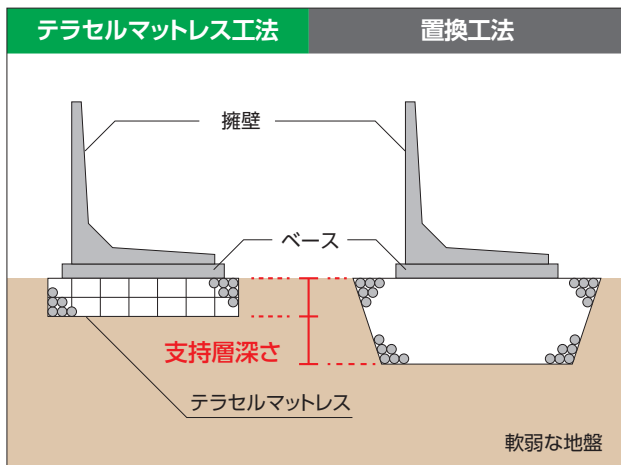 テラセルマットレス工法
置換工法
擁壁
ベース
支持層深さ
テラセルマットレス
軟弱な地盤